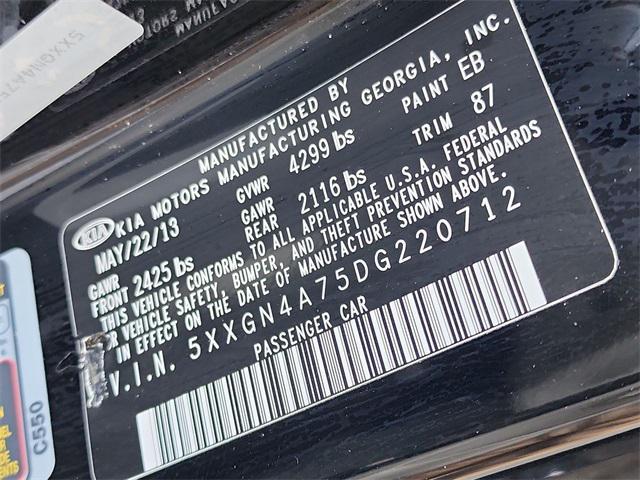 MANUFACTURED BY
KIA KIA MOTORS MANUFACTURING GEORGIA, INC.
MAY/22/13 GVWR 4299 lbs PAINT EB
GAWR FRONT 2425 lbs GAWR REAR 2116 lbs TRIM 87
THIS VEHICLE CONFORMS TO ALL APPLICABLE U.S.A. FEDERAL
VEHICLE SAFETY, BUMPER, AND THEFT PREVENTION STANDARDS
IN EFFECT ON THE DATE OF MANUFACTURE SHOWN ABOVE.
V.I.N. 5XXGN4A75DG220712
PASSENGER CAR
C550